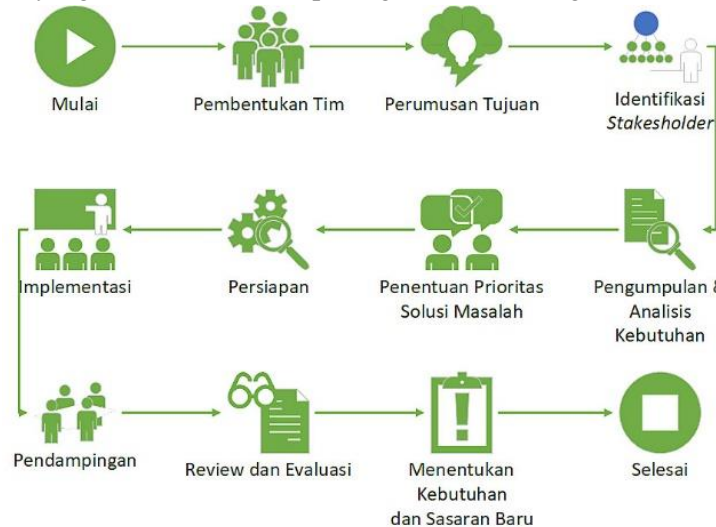 Mulai
Pembentukan Tim
Perumusan Tujuan
Identifikasi
Stakesholder
Pengumpulan &
Analisis
Kebutuhan
Penentuan Prioritas
Solusi Masalah
Persiapan
Implementasi
Pendampingan
Review dan Evaluasi
Menentukan
Kebutuhan
dan Sasaran Baru
Selesai